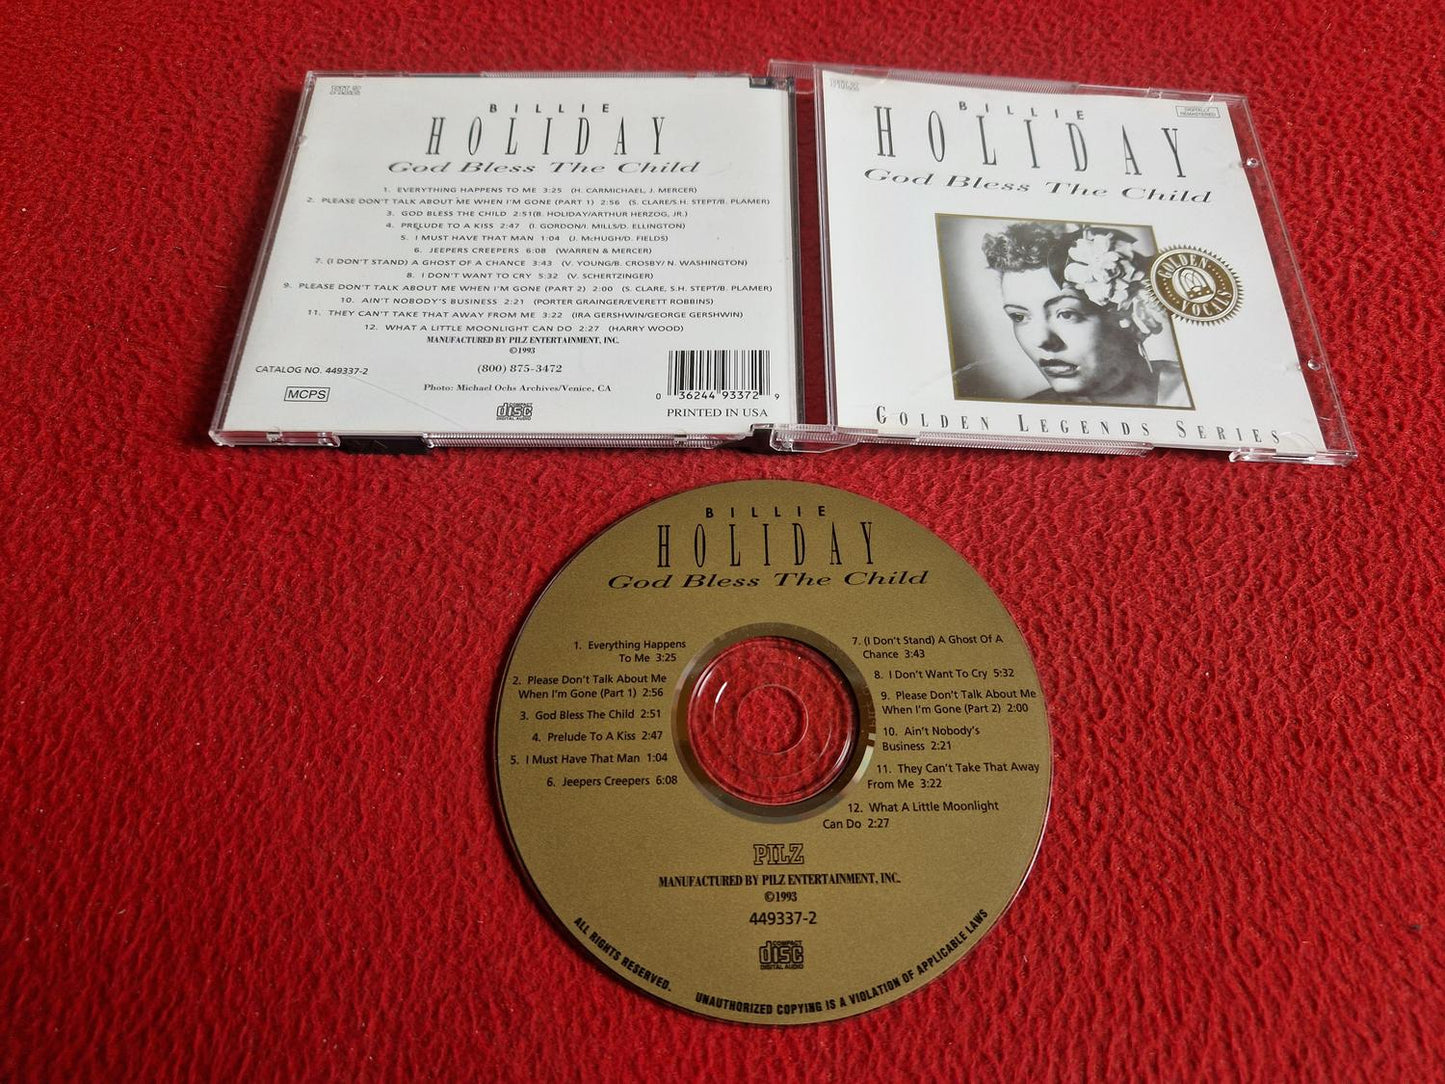 BILLIE
HOLIDAY
God Bless The Child
1. EVERYTHING HAPPENS TO ME 3:25 (H. CARMICHAEL, J. MERCER)
2. PLEASE DON'T TALK ABOUT ME WHEN I'M GONE (PART 1) 2:56 (S. CLARE/S.H. STEPT/B. PLAMER)
3. GOD BLESS THE CHILD 2:51(B. HOLIDAY/ARTHUR HERZOG, JR.)
4. PRELUDE TO A KISS 2:47 (I. GORDON/I. MILLS/D. ELLINGTON)
5. I MUST HAVE THAT MAN 1:04 (J. McHUGH/D. FIELDS)
6. JEEPERS CREEPERS 6:08 (WARREN & MERCER)
7. (I DON'T STAND) A GHOST OF A CHANCE 3:43 (V. YOUNG/B. CROSBY/ N. WASHINGTON)
8. I DON'T WANT TO CRY 5:32 (V. SCHERTZINGER)
9. PLEASE DON'T TALK ABOUT ME WHEN I'M GONE (PART 2) 2:00 (S. CLARE, S.H. STEPT/B. PLAMER)
10. AIN'T NOBODY'S BUSINESS 2:21 (PORTER GRAINGER/EVERETT ROBBINS)
11. THEY CAN'T TAKE THAT AWAY FROM ME 3:22 (IRA GERSHWIN/GEORGE GERSHWIN)
12. WHAT A LITTLE MOONLIGHT CAN DO 2:27 (HARRY WOOD)
MANUFACTURED BY PILZ ENTERTAINMENT, INC.
©1993
CATALOG NO. 449337-2
(800) 875-3472
MCPS
Photo: Michael Ochs Archives/Venice, CA
COMPACT
disc
DIGITAL AUDIO
0 36244 93372 9
PRINTED IN USA
PILZ
DIGITALLY
REMASTERED
BILLIE
HOLIDAY
God Bless The Child
GOLDEN
GOLDEN LEGENDS SERIES
BILLIE
HOLIDAY
God Bless The Child
1. Everything Happens
To Me 3:25
2. Please Don't Talk About Me
When I'm Gone (Part 1) 2:56
3. God Bless The Child 2:51
4. Prelude To A Kiss 2:47
5. I Must Have That Man 1:04
6. Jeepers Creepers 6:08
7. (I Don't Stand) A Ghost Of A
Chance 3:43
8. I Don't Want To Cry 5:32
9. Please Don't Talk About Me
When I'm Gone (Part 2) 2:00
10. Ain't Nobody's
Business 2:21
11. They Can't Take That Away
From Me 3:22
12. What A Little Moonlight
Can Do 2:27
PILZ
MANUFACTURED BY PILZ ENTERTAINMENT, INC.
©1993
449337-2
COMPACT
disc
DIGITAL AUDIO
ALL RIGHTS RESERVED.
UNAUTHORIZED COPYING IS A VIOLATION OF APPLICABLE LAWS